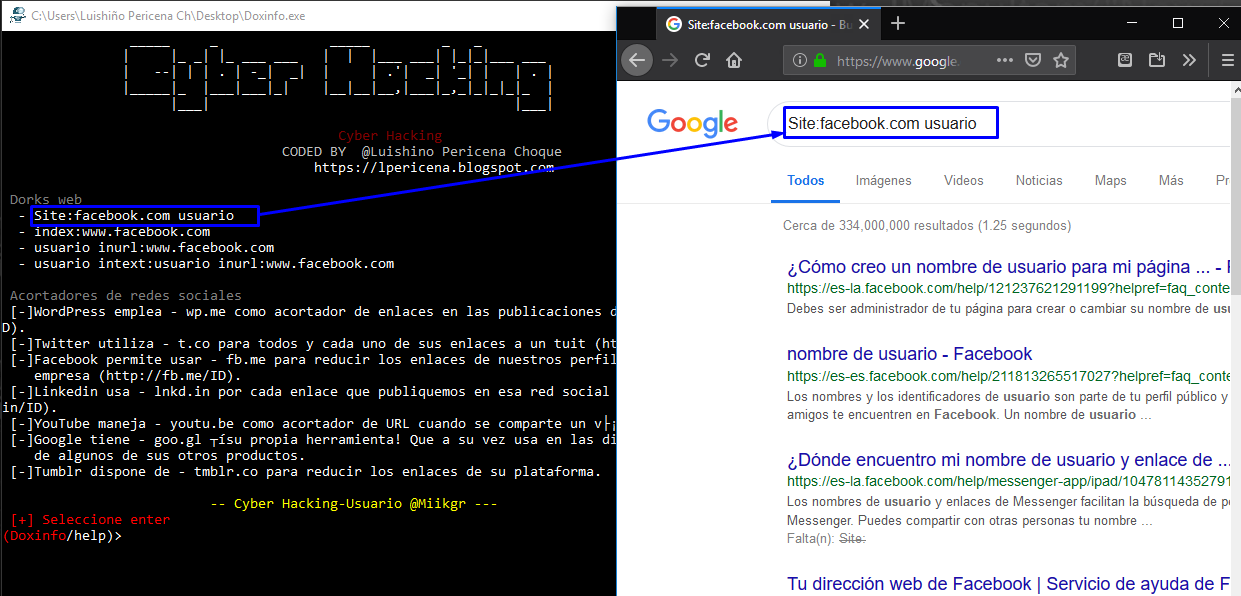 C:\Users\Luishiño Pericena Ch\Desktop\Doxinfo.exe
Cyber Hacking
Cyber Hacking
CODED BY  @Luishino Pericena Choque
https://lpericena.blogspot.com
Dorks web
- Site:facebook.com usuario
- index:www.facebook.com
- usuario inurl:www.facebook.com
- usuario intext:usuario inurl:www.facebook.com
Acortadores de redes sociales
[-]WordPress emplea - wp.me como acortador de enlaces en las publicaciones
D).
[-]Twitter utiliza - t.co para todos y cada uno de sus enlaces a un tuit (ht
[-]Facebook permite usar - fb.me para reducir los enlaces de nuestros perfil
empresa (http://fb.me/ID).
[-]Linkedin usa - lnkd.in por cada enlace que publiquemos en esa red social
in/ID).
[-]YouTube maneja - youtu.be como acortador de URL cuando se comparte un v├¡
[-]Google tiene - goo.gl ┬ísu propia herramienta! Que a su vez usa en las di
de algunos de sus otros productos.
[-]Tumblr dispone de - tmblr.co para reducir los enlaces de su plataforma.
-- Cyber Hacking-Usuario @Miikgr ---
[+] Seleccione enter
(Doxinfo/help)>
Site:facebook.com usuario - Bu
https://www.google.
Google
Site:facebook.com usuario
Todos Imágenes Videos Noticias Maps Más Pr
Cerca de 334,000,000 resultados (1.25 segundos)
¿Cómo creo un nombre de usuario para mi página ... - F
https://es-la.facebook.com/help/121237621291199?helpref=faq_conte
Debes ser administrador de tu página para crear o cambiar su nombre de usu
nombre de usuario - Facebook
https://es-es.facebook.com/help/211813265517027?helpref=faq_conte
Los nombres y los identificadores de usuario son parte de tu perfil público y
amigos te encuentren en Facebook. Un nombre de usuario ...
¿Dónde encuentro mi nombre de usuario y enlace de ...
https://es-la.facebook.com/help/messenger-app/ipad/10478114352791
Los nombres de usuario y enlaces de Messenger facilitan la búsqueda de pe
Messenger. Puedes compartir con otras personas tu nombre ...
Falta(n): Site:
Tu dirección web de Facebook | Servicio de ayuda de F